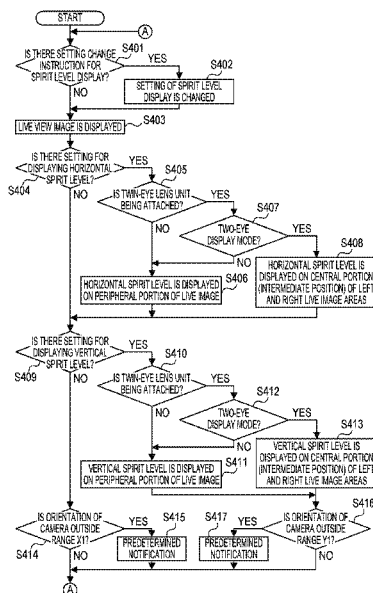 START
A
IS THERE SETTING CHANGE
INSTRUCTION FOR
SPIRIT LEVEL DISPLAY?
S401
YES
NO
S402
SETTING OF SPIRIT LEVEL
DISPLAY IS CHANGED
LIVE VIEW IMAGE IS DISPLAYED
S403
IS THERE SETTING FOR
DISPLAYING HORIZONTAL
SPIRIT LEVEL?
S404
YES
NO
S405
IS TWIN-EYE LENS UNIT
BEING ATTACHED?
YES
NO
S407
TWO-EYE
DISPLAY MODE?
YES
NO
S408
HORIZONTAL SPIRIT LEVEL IS
DISPLAYED ON CENTRAL PORTION
(INTERMEDIATE POSITION) OF LEFT
AND RIGHT LIVE IMAGE AREAS
HORIZONTAL SPIRIT LEVEL IS DISPLAYED
ON PERIPHERAL PORTION OF LIVE IMAGE
S406
IS THERE SETTING FOR
DISPLAYING VERTICAL
SPIRIT LEVEL?
S409
YES
NO
S410
IS TWIN-EYE LENS UNIT
BEING ATTACHED?
YES
NO
S412
TWO-EYE
DISPLAY MODE?
YES
NO
S413
VERTICAL SPIRIT LEVEL IS
DISPLAYED ON CENTRAL PORTION
(INTERMEDIATE POSITION) OF LEFT
AND RIGHT LIVE IMAGE AREAS
VERTICAL SPIRIT LEVEL IS DISPLAYED
ON PERIPHERAL PORTION OF LIVE IMAGE
S411
IS ORIENTATION OF
CAMERA OUTSIDE
RANGE X1?
S414
YES
NO
S415
PREDETERMINED
NOTIFICATION
S417
PREDETERMINED
NOTIFICATION
YES
S416
IS ORIENTATION OF
CAMERA OUTSIDE
RANGE Y1?
NO
A